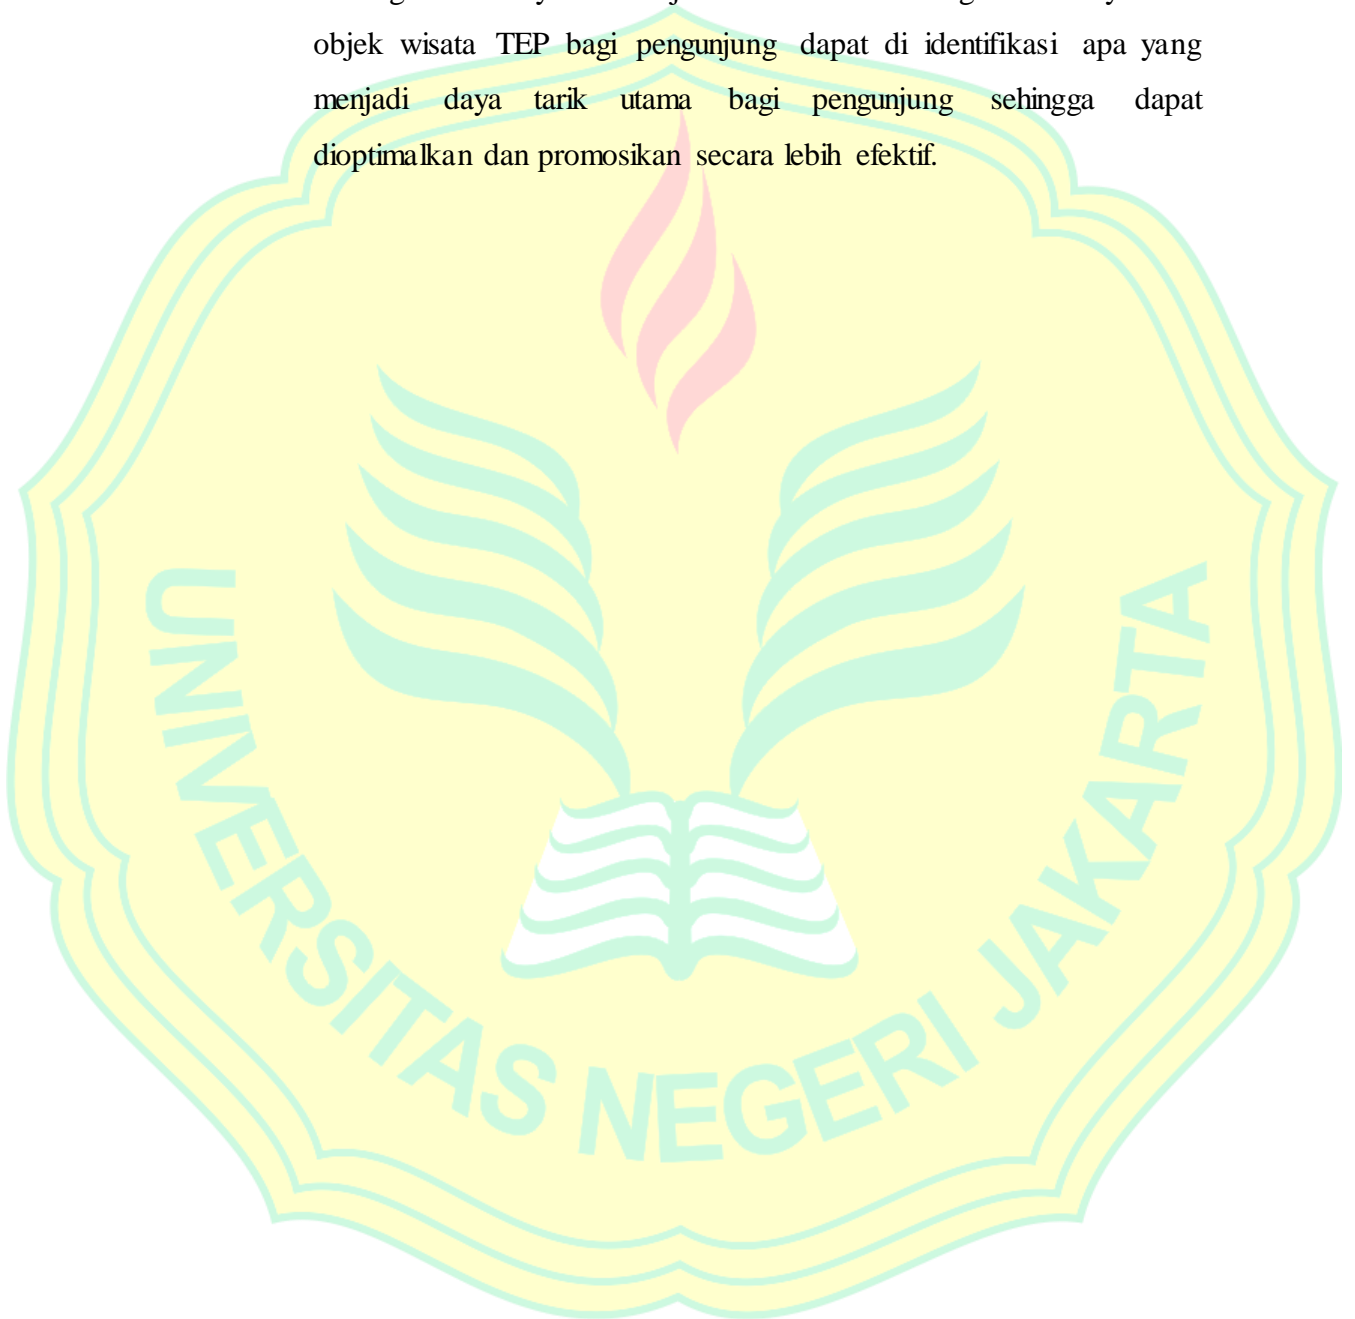 objek wisata TEP bagi pengunjung dapat di identifikasi apa yang
menjadi daya tarik utama bagi pengunjung sehingga dapat
dioptimalkan dan promosikan secara lebih efektif.
UNIVERSITAS NEGERI JAKARTA